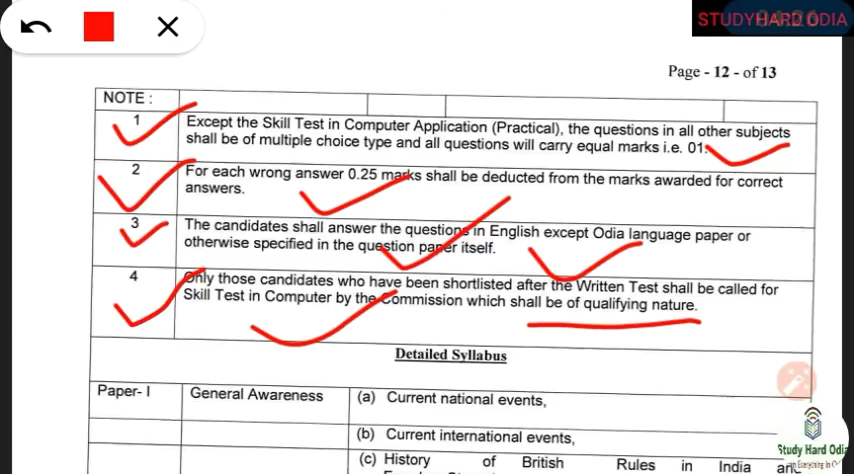 STUDYHARD ODIA
Page - 12 - of 13
NOTE :
1
Except the Skill Test in Computer Application (Practical), the questions in all other subjects
shall be of multiple choice type and all questions will carry equal marks i.e. 01.
2
For each wrong answer 0.25 marks shall be deducted from the marks awarded for correct
answers.
3
The candidates shall answer the questions in English except Odia language paper or
otherwise specified in the question paper itself.
4
Only those candidates who have been shortlisted after the Written Test shall be called for
Skill Test in Computer by the Commission which shall be of qualifying nature.
Detailed Syllabus
Paper- I General Awareness (a) Current national events,
(b) Current international events,
(c) History of British Rules in India and
Study Hard Odia